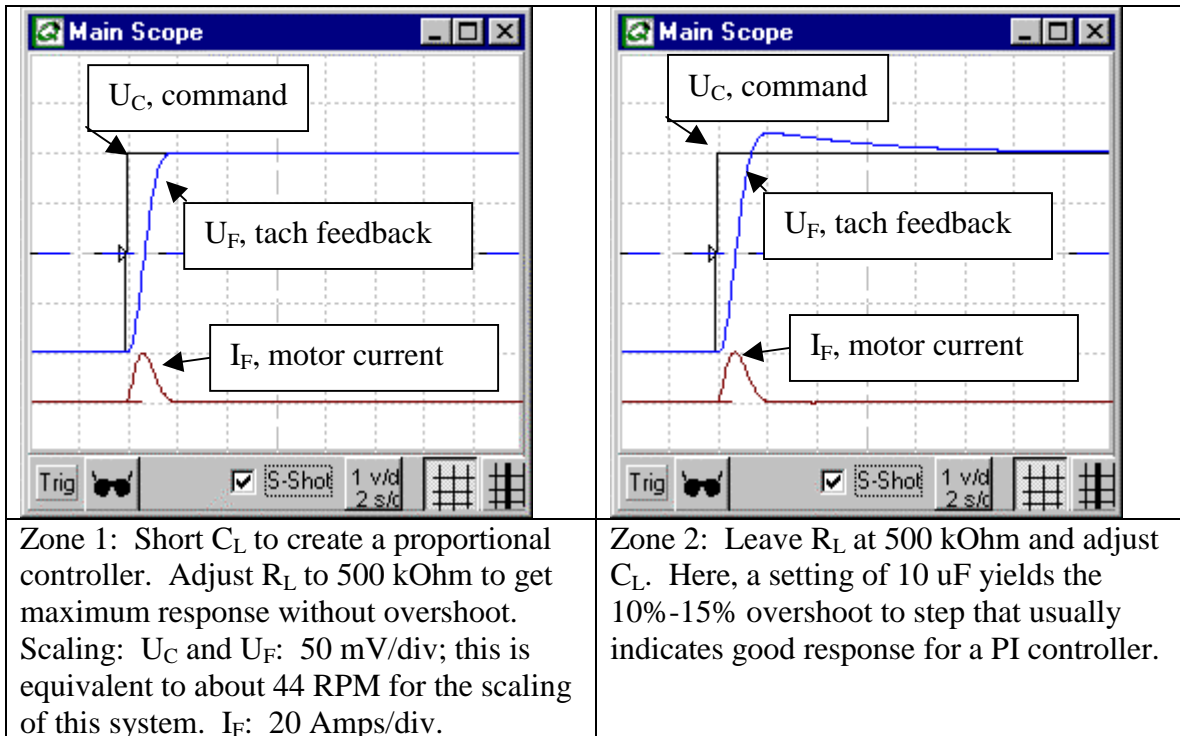 Main Scope
U_C, command
U_F, tach feedback
I_F, motor current
Trig
S-Shot
1 v/d
2 s/d
Zone 1: Short C_L to create a proportional
controller. Adjust R_L to 500 kOhm to get
maximum response without overshoot.
Scaling: U_C and U_F: 50 mV/div; this is
equivalent to about 44 RPM for the scaling
of this system. I_F: 20 Amps/div.
Main Scope
U_C, command
U_F, tach feedback
I_F, motor current
Trig
S-Shot
1 v/d
2 s/d
Zone 2: Leave R_L at 500 kOhm and adjust
C_L. Here, a setting of 10 uF yields the
10%-15% overshoot to step that usually
indicates good response for a PI controller.